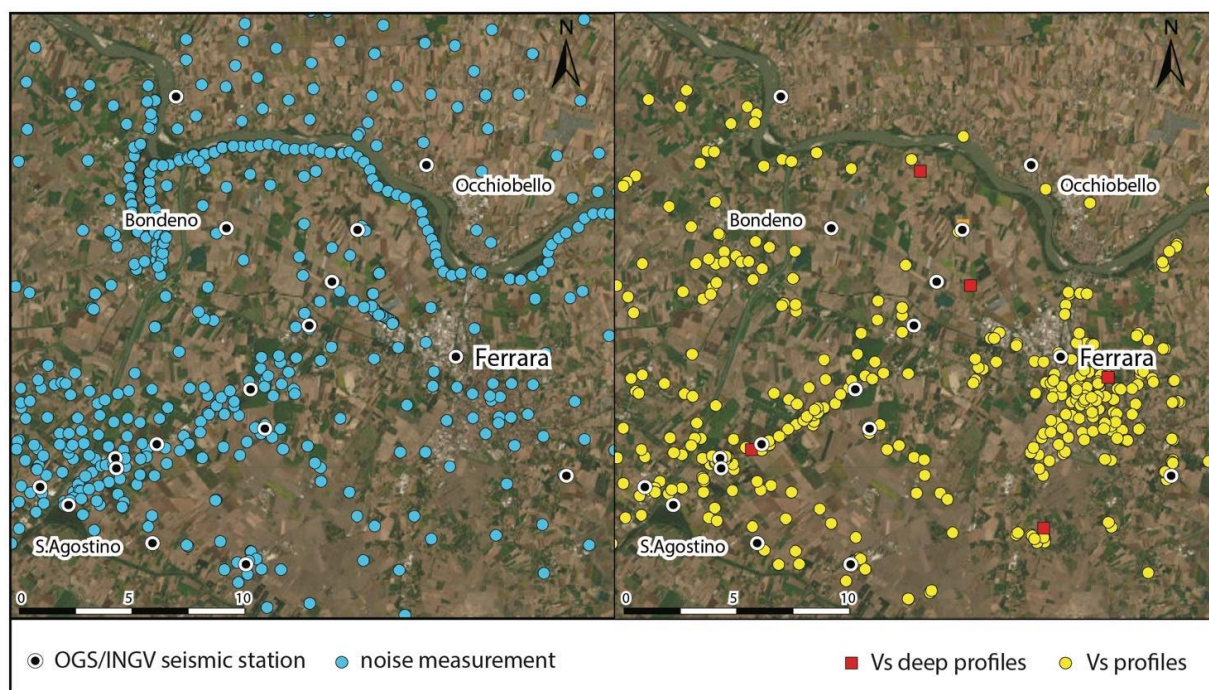 N
Occhiobello
Bondeno
Ferrara
S.Agostino
0 5 10
N
Occhiobello
Bondeno
Ferrara
S.Agostino
0 5 10
OGS/INGV seismic station noise measurement Vs deep profiles Vs profiles